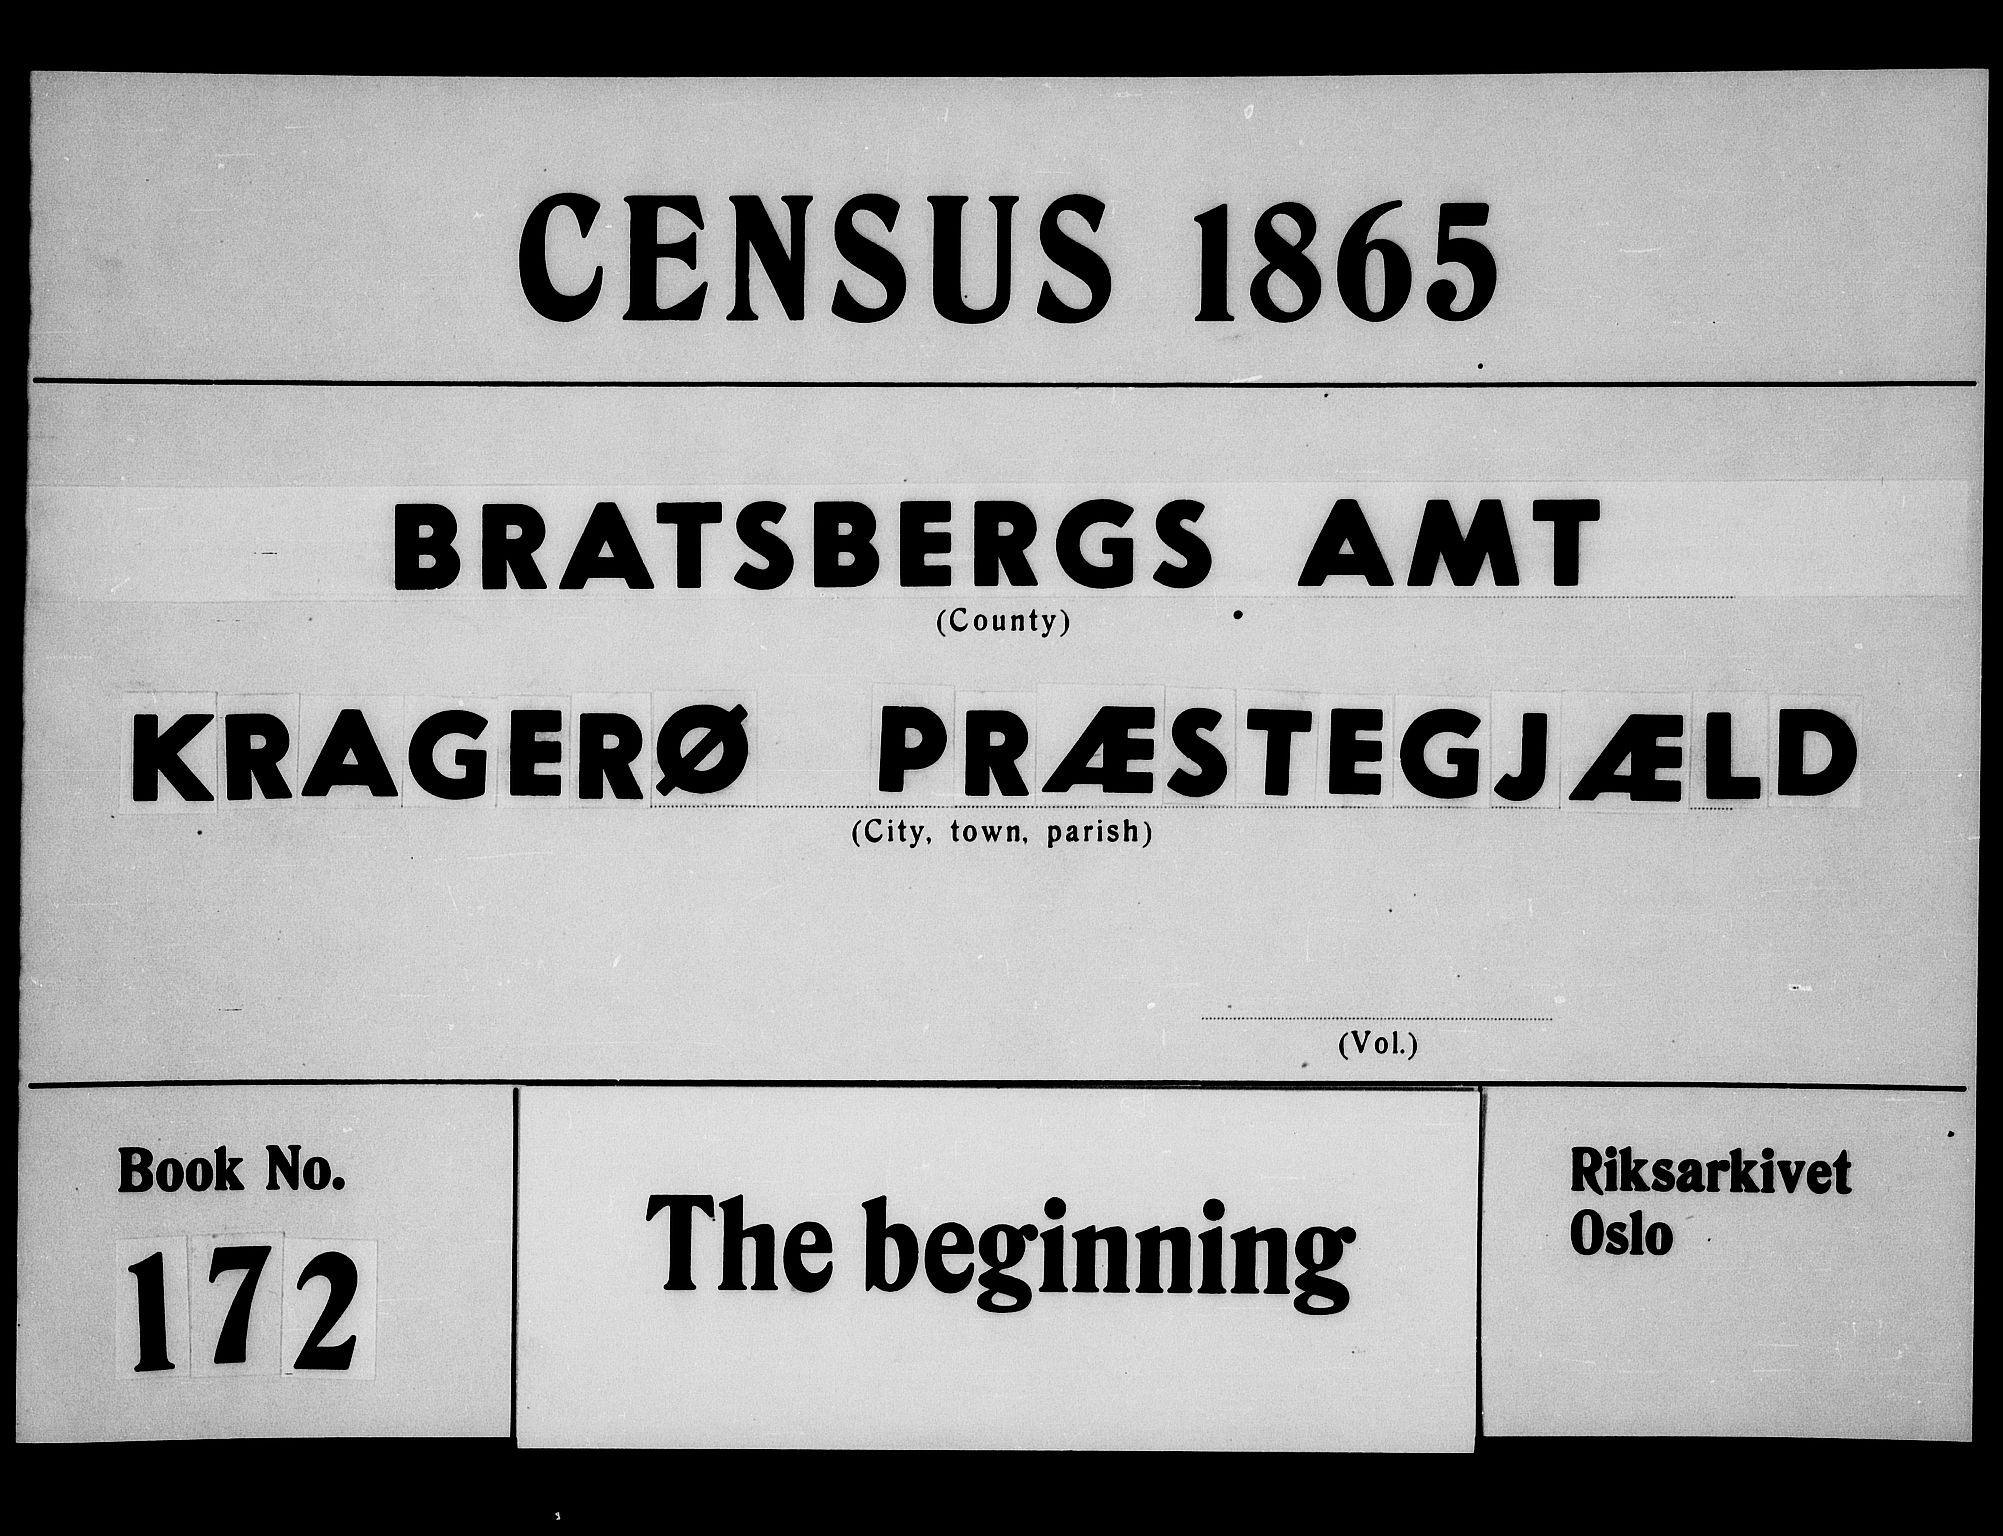 CENSUS 1865
BRATSBERGS AMT
(County)
KRAGERØ PRÆSTEGJÆLD
(City, town, parish)
(Vol.)
Book No.
172
The beginning
Riksarkivet
Oslo